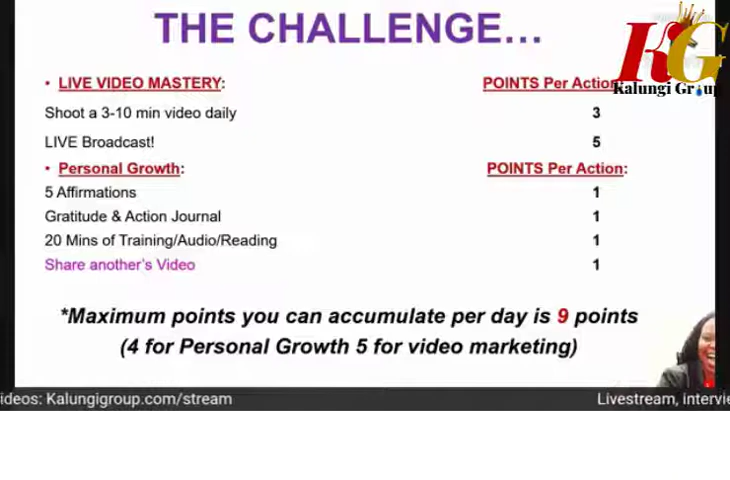 THE CHALLENGE...
KG
Kalungi Group
• LIVE VIDEO MASTERY: POINTS Per Action
Shoot a 3-10 min video daily 3
LIVE Broadcast! 5
• Personal Growth: POINTS Per Action:
5 Affirmations 1
Gratitude & Action Journal 1
20 Mins of Training/Audio/Reading 1
Share another's Video 1
*Maximum points you can accumulate per day is 9 points
(4 for Personal Growth 5 for video marketing)
ideos: Kalungigroup.com/stream Livestream, intervie